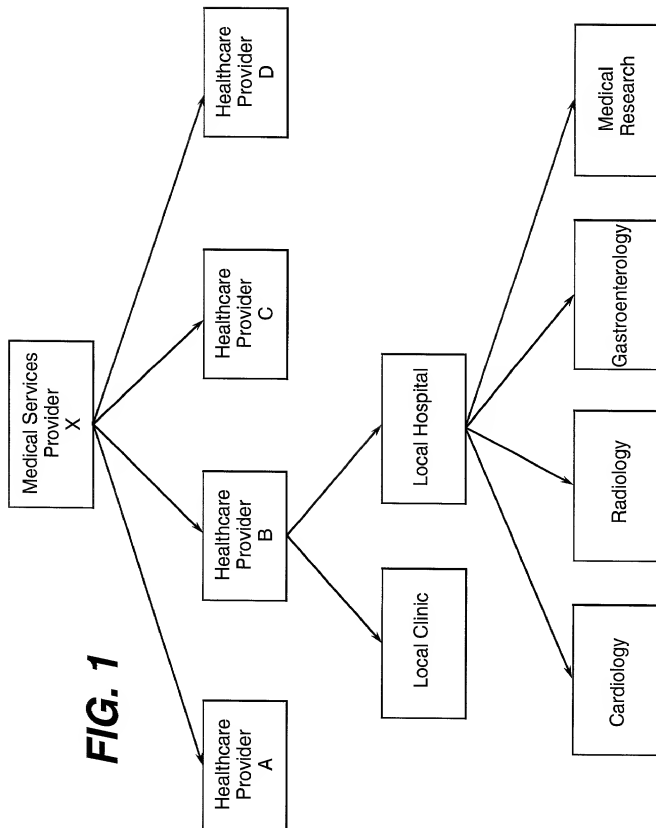 FIG. 1
Medical Services
Provider
X
Healthcare
Provider
A
Healthcare
Provider
B
Healthcare
Provider
C
Healthcare
Provider
D
Local Clinic
Local Hospital
Cardiology
Radiology
Gastroenterology
Medical
Research